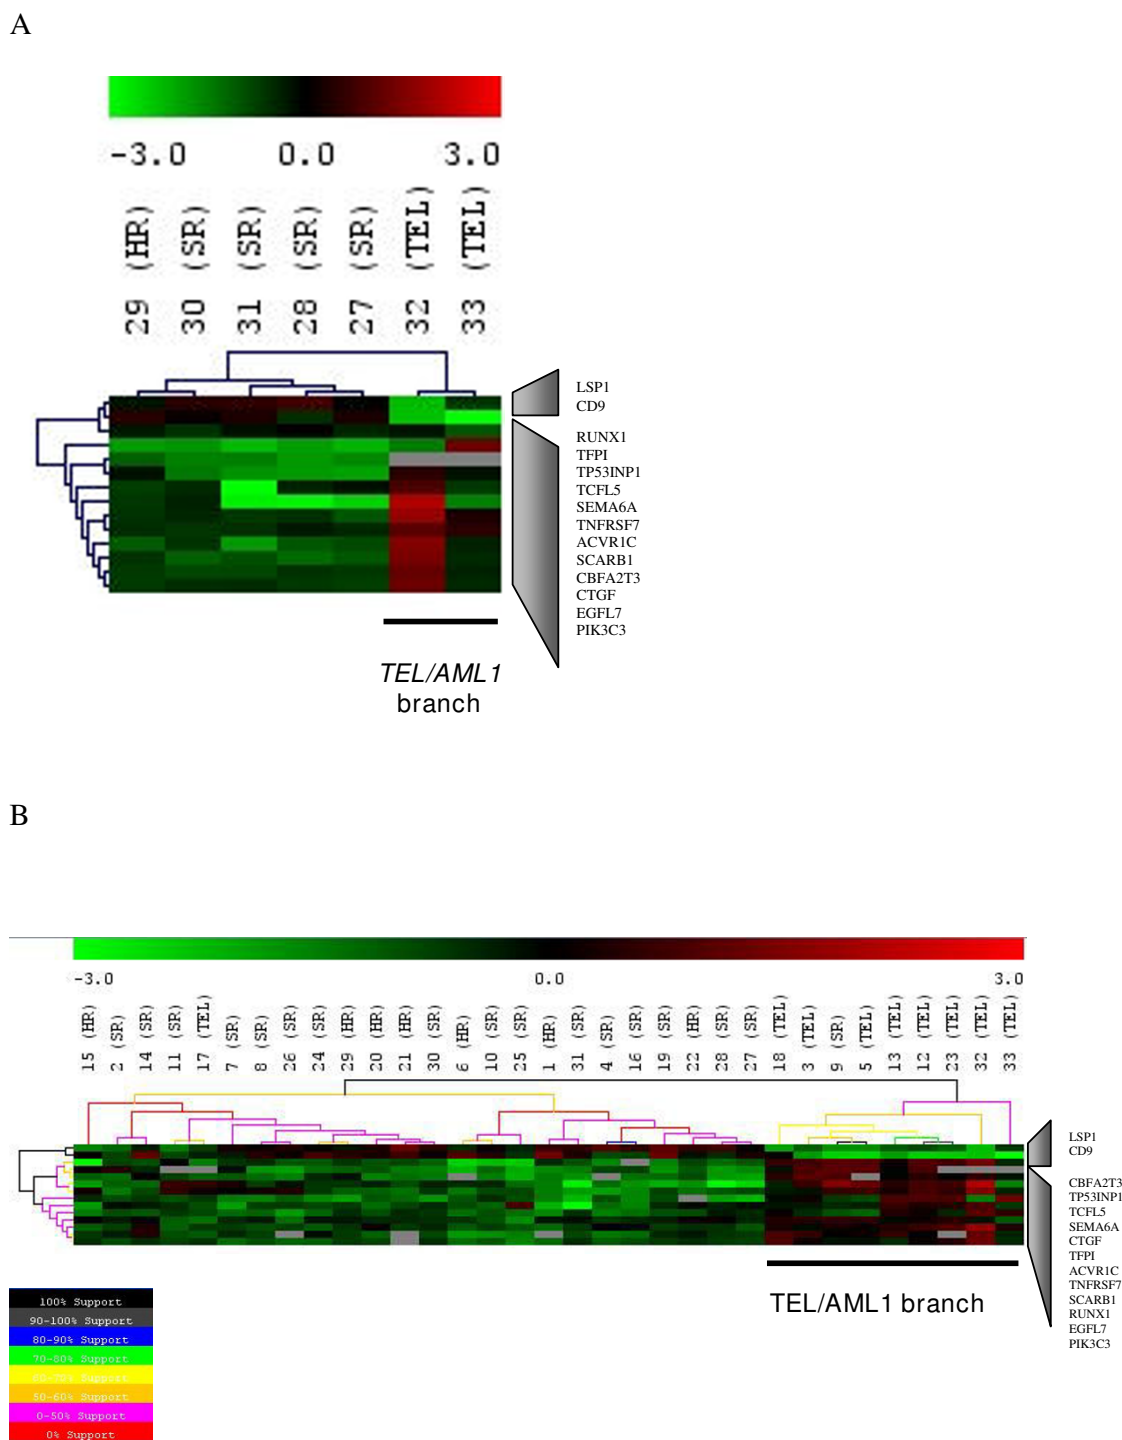 A
-3.0 0.0 3.0
29 (HR)
30 (SR)
31 (SR)
28 (SR)
27 (SR)
32 (TEL)
33 (TEL)
LSP1
CD9
RUNX1
TFPI
TP53INP1
TCFL5
SEMA6A
TNFRSF7
ACVR1C
SCARB1
CBFA2T3
CTGF
EGFL7
PIK3C3
TEL/AML1
branch
B
-3.0 0.0 3.0
15 (HR)
2 (SR)
14 (SR)
11 (SR)
17 (TEL)
7 (SR)
8 (SR)
26 (SR)
24 (SR)
29 (HR)
20 (HR)
21 (HR)
30 (SR)
6 (HR)
10 (SR)
25 (SR)
1 (HR)
31 (SR)
4 (SR)
16 (SR)
19 (SR)
22 (HR)
28 (SR)
27 (SR)
18 (TEL)
3 (TEL)
9 (SR)
5 (TEL)
13 (TEL)
12 (TEL)
23 (TEL)
32 (TEL)
33 (TEL)
LSP1
CD9
CBFA2T3
TP53INP1
TCFL5
SEMA6A
CTGF
TFPI
ACVR1C
TNFRSF7
SCARB1
RUNX1
EGFL7
PIK3C3
TEL/AML1 branch
100% Support
90-100% Support
80-90% Support
70-80% Support
60-70% Support
50-60% Support
0-50% Support
0% Support